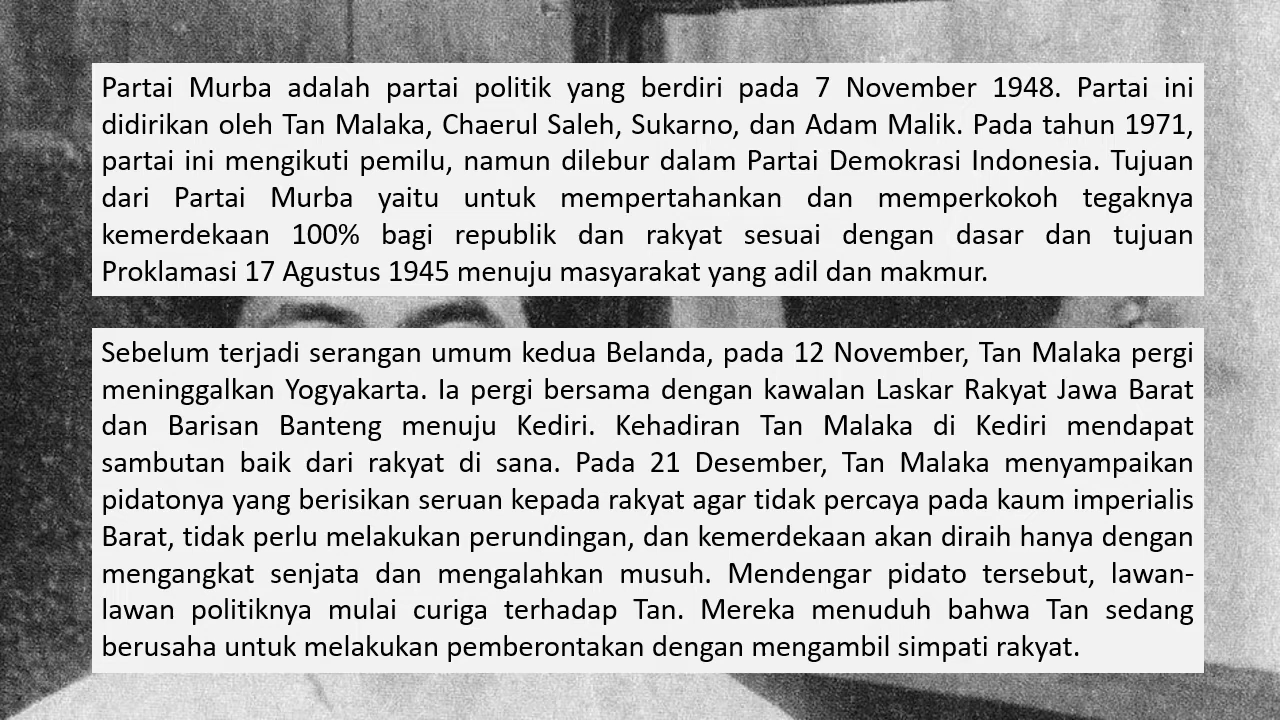 Partai Murba adalah partai politik yang berdiri pada 7 November 1948. Partai ini
didirikan oleh Tan Malaka, Chaerul Saleh, Sukarno, dan Adam Malik. Pada tahun 1971,
partai ini mengikuti pemilu, namun dilebur dalam Partai Demokrasi Indonesia. Tujuan
dari Partai Murba yaitu untuk mempertahankan dan memperkokoh tegaknya
kemerdekaan 100% bagi republik dan rakyat sesuai dengan dasar dan tujuan
Proklamasi 17 Agustus 1945 menuju masyarakat yang adil dan makmur.
Sebelum terjadi serangan umum kedua Belanda, pada 12 November, Tan Malaka pergi
meninggalkan Yogyakarta. Ia pergi bersama dengan kawalan Laskar Rakyat Jawa Barat
dan Barisan Banteng menuju Kediri. Kehadiran Tan Malaka di Kediri mendapat
sambutan baik dari rakyat di sana. Pada 21 Desember, Tan Malaka menyampaikan
pidatonya yang berisikan seruan kepada rakyat agar tidak percaya pada kaum imperialis
Barat, tidak perlu melakukan perundingan, dan kemerdekaan akan diraih hanya dengan
mengangkat senjata dan mengalahkan musuh. Mendengar pidato tersebut, lawan-
lawan politiknya mulai curiga terhadap Tan. Mereka menuduh bahwa Tan sedang
berusaha untuk melakukan pemberontakan dengan mengambil simpati rakyat.